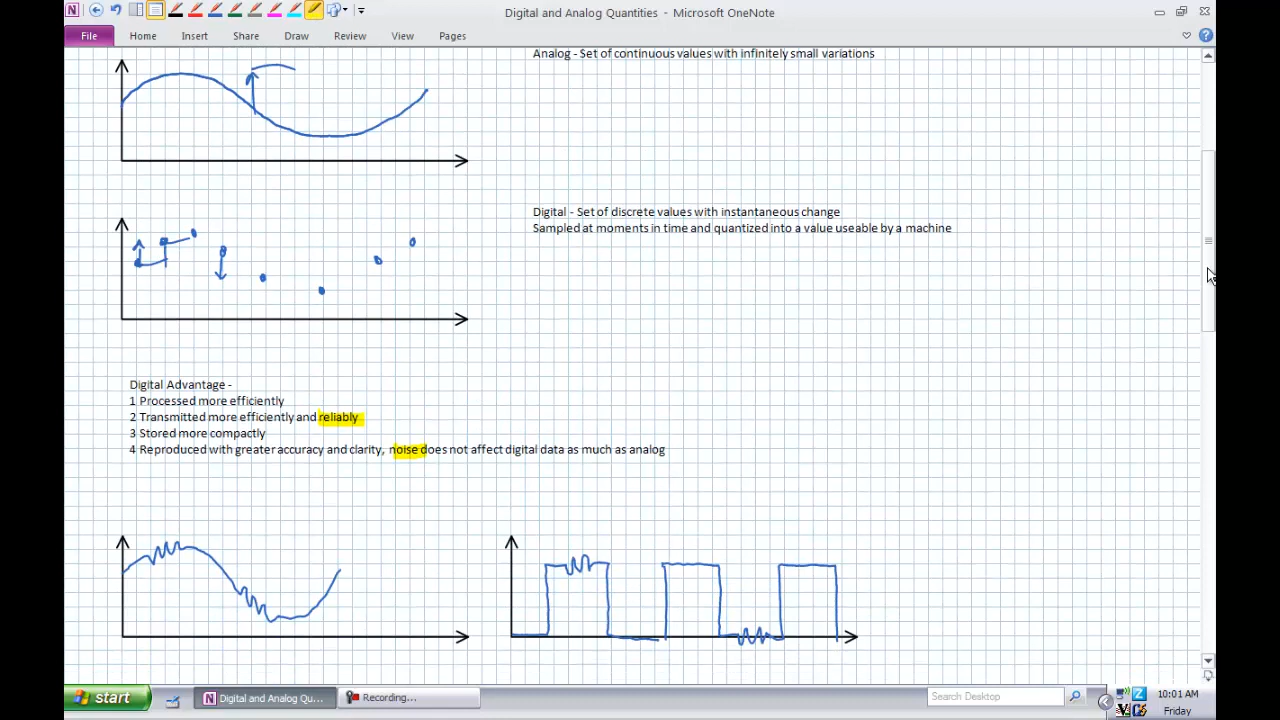 Digital and Analog Quantities - Microsoft OneNote
File Home Insert Share Draw Review View Pages
Analog - Set of continuous values with infinitely small variations
Digital - Set of discrete values with instantaneous change
Sampled at moments in time and quantized into a value useable by a machine
Digital Advantage -
1 Processed more efficiently
2 Transmitted more efficiently and reliably
3 Stored more compactly
4 Reproduced with greater accuracy and clarity, noise does not affect digital data as much as analog
start Digital and Analog Qu... Recording... Search Desktop 10:01 AM
Friday